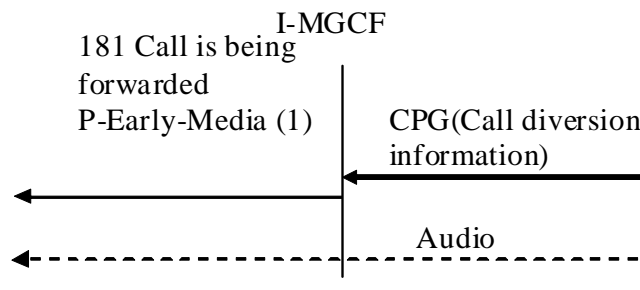 I-MGCF
181 Call is being
forwarded
P-Early-Media (1)
CPG(Call diversion
information)
Audio